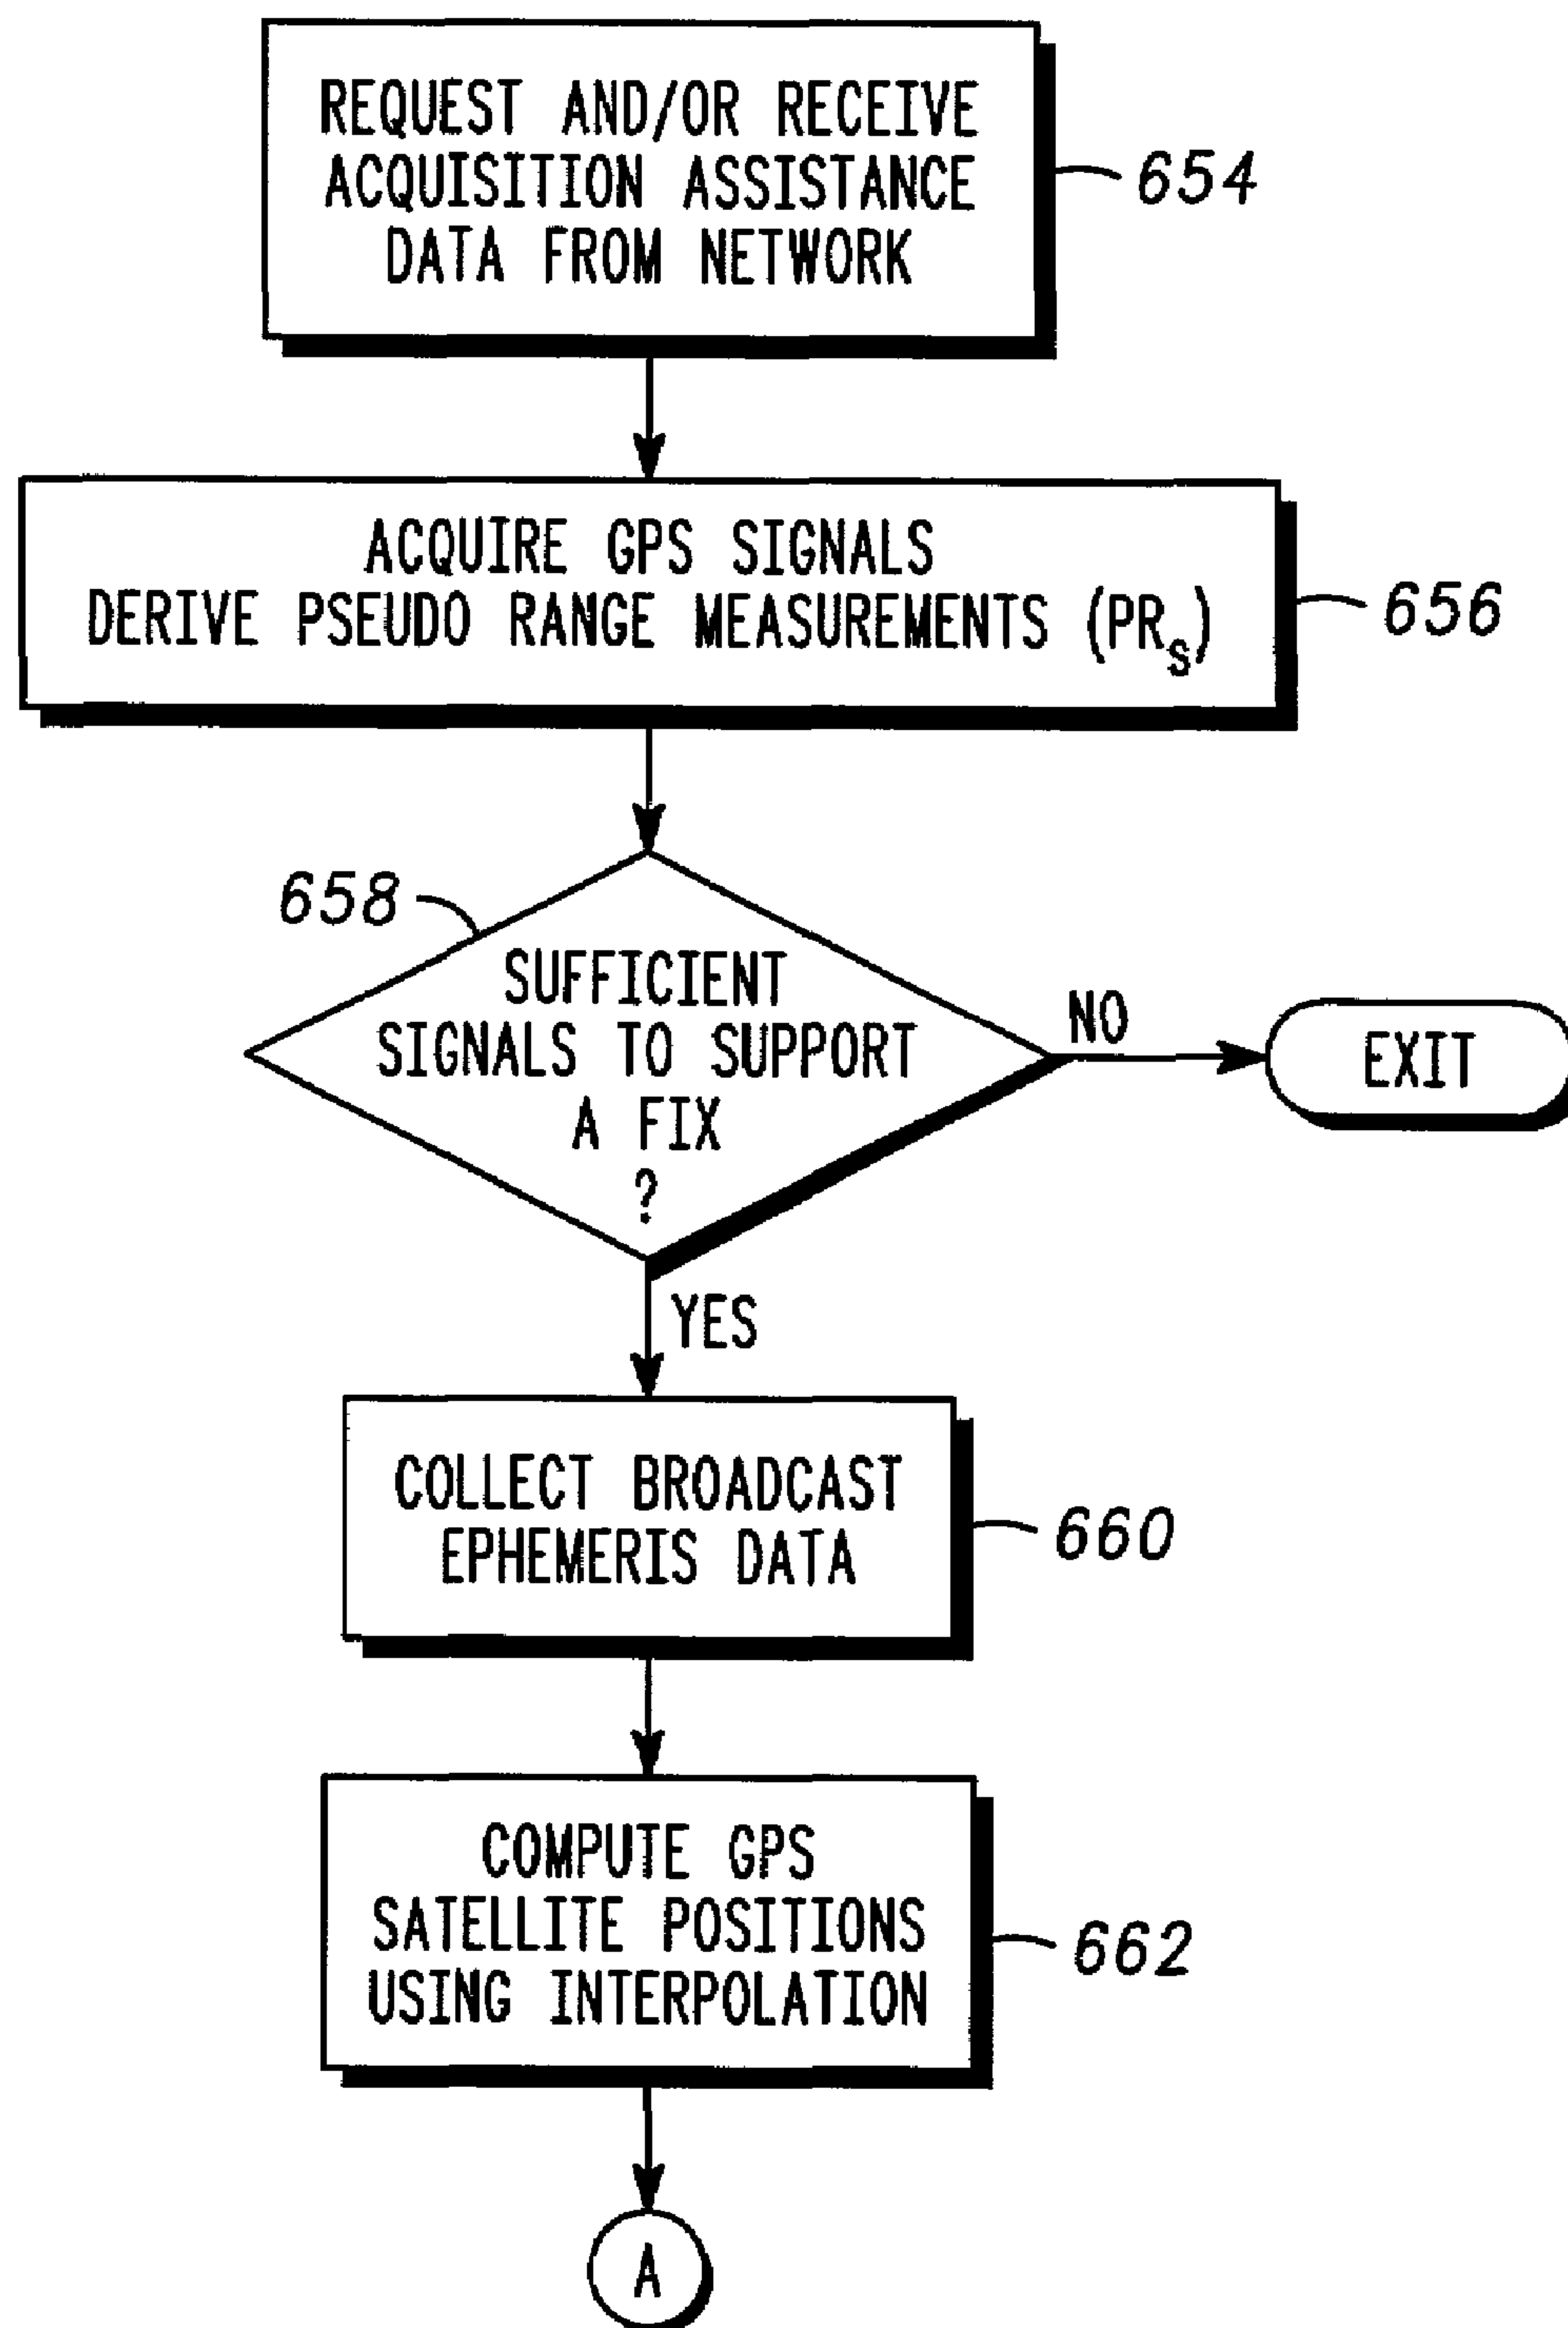 REQUEST AND/OR RECEIVE
ACQUISITION ASSISTANCE
DATA FROM NETWORK
654
ACQUIRE GPS SIGNALS
DERIVE PSEUDO RANGE MEASUREMENTS (PRs)
656
658
SUFFICIENT
SIGNALS TO SUPPORT
A FIX
?
NO
EXIT
YES
COLLECT BROADCAST
EPHEMERIS DATA
660
COMPUTE GPS
SATELLITE POSITIONS
USING INTERPOLATION
662
A